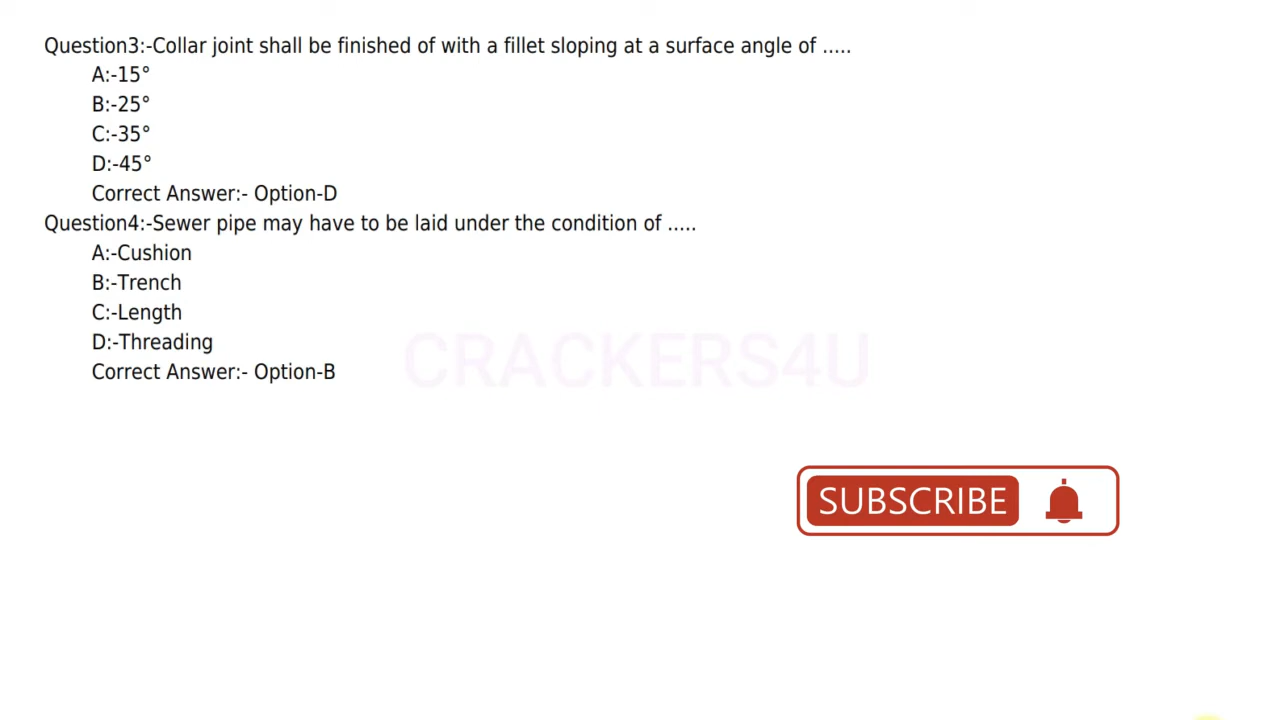 Question3:-Collar joint shall be finished of with a fillet sloping at a surface angle of .....
A:-15°
B:-25°
C:-35°
D:-45°
Correct Answer:- Option-D
Question4:-Sewer pipe may have to be laid under the condition of .....
A:-Cushion
B:-Trench
C:-Length
D:-Threading
Correct Answer:- Option-B
CRACKERS4U
SUBSCRIBE